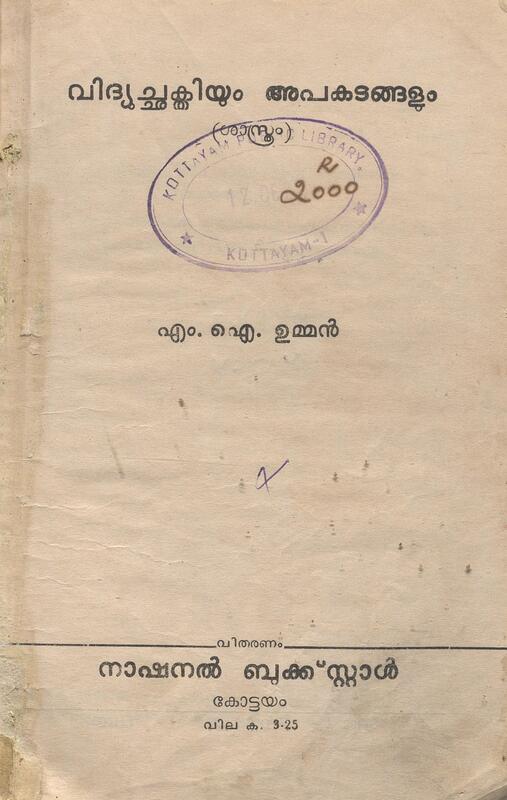 വിദ്യുച്ഛക്തിയും അപകടങ്ങളും
(ശാസ്ത്രം)
KOTTAYAM PUBLIC LIBRARY
R
2000
KOTTAYAM-1
എം. ഐ. ഉമ്മൻ
വിതരണം
നാഷനൽ ബുക്ക്സ്റ്റാൾ
കോട്ടയം
വില ക. 3-25